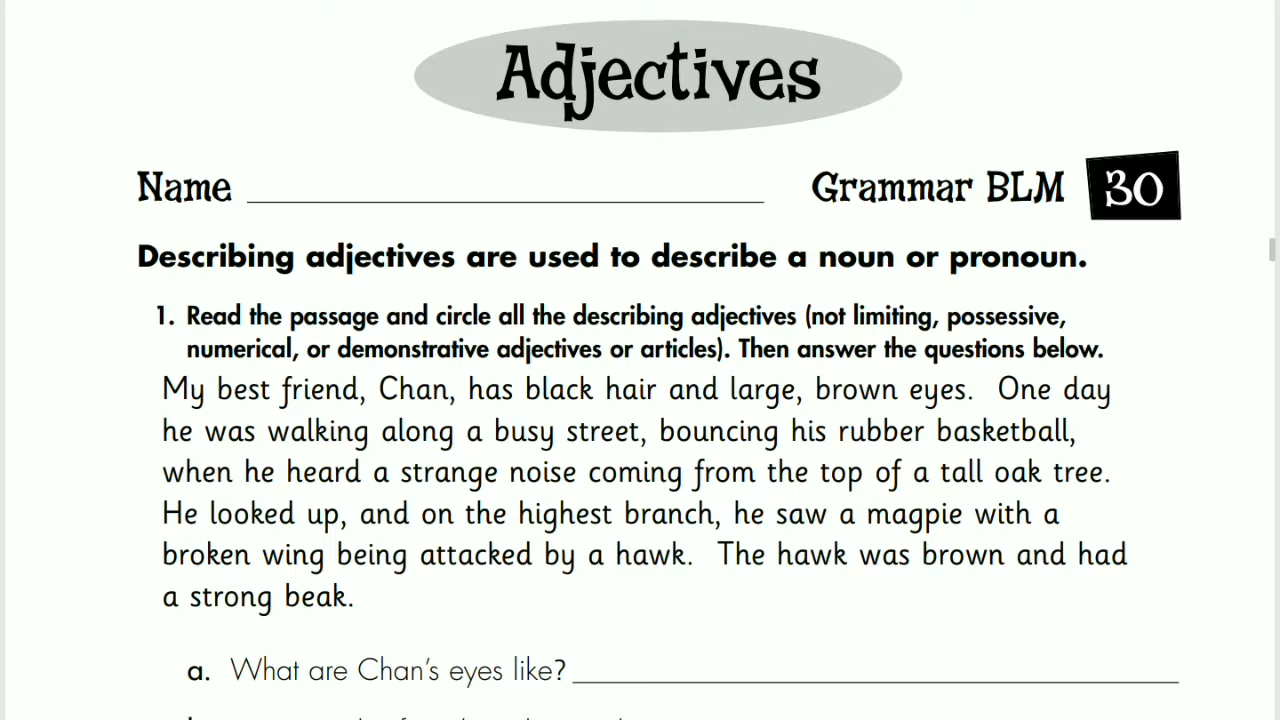 Adjectives
Name
Grammar BLM 30
Describing adjectives are used to describe a noun or pronoun.
1. Read the passage and circle all the describing adjectives (not limiting, possessive,
numerical, or demonstrative adjectives or articles). Then answer the questions below.
My best friend, Chan, has black hair and large, brown eyes. One day
he was walking along a busy street, bouncing his rubber basketball,
when he heard a strange noise coming from the top of a tall oak tree.
He looked up, and on the highest branch, he saw a magpie with a
broken wing being attacked by a hawk. The hawk was brown and had
a strong beak.
a. What are Chan's eyes like?